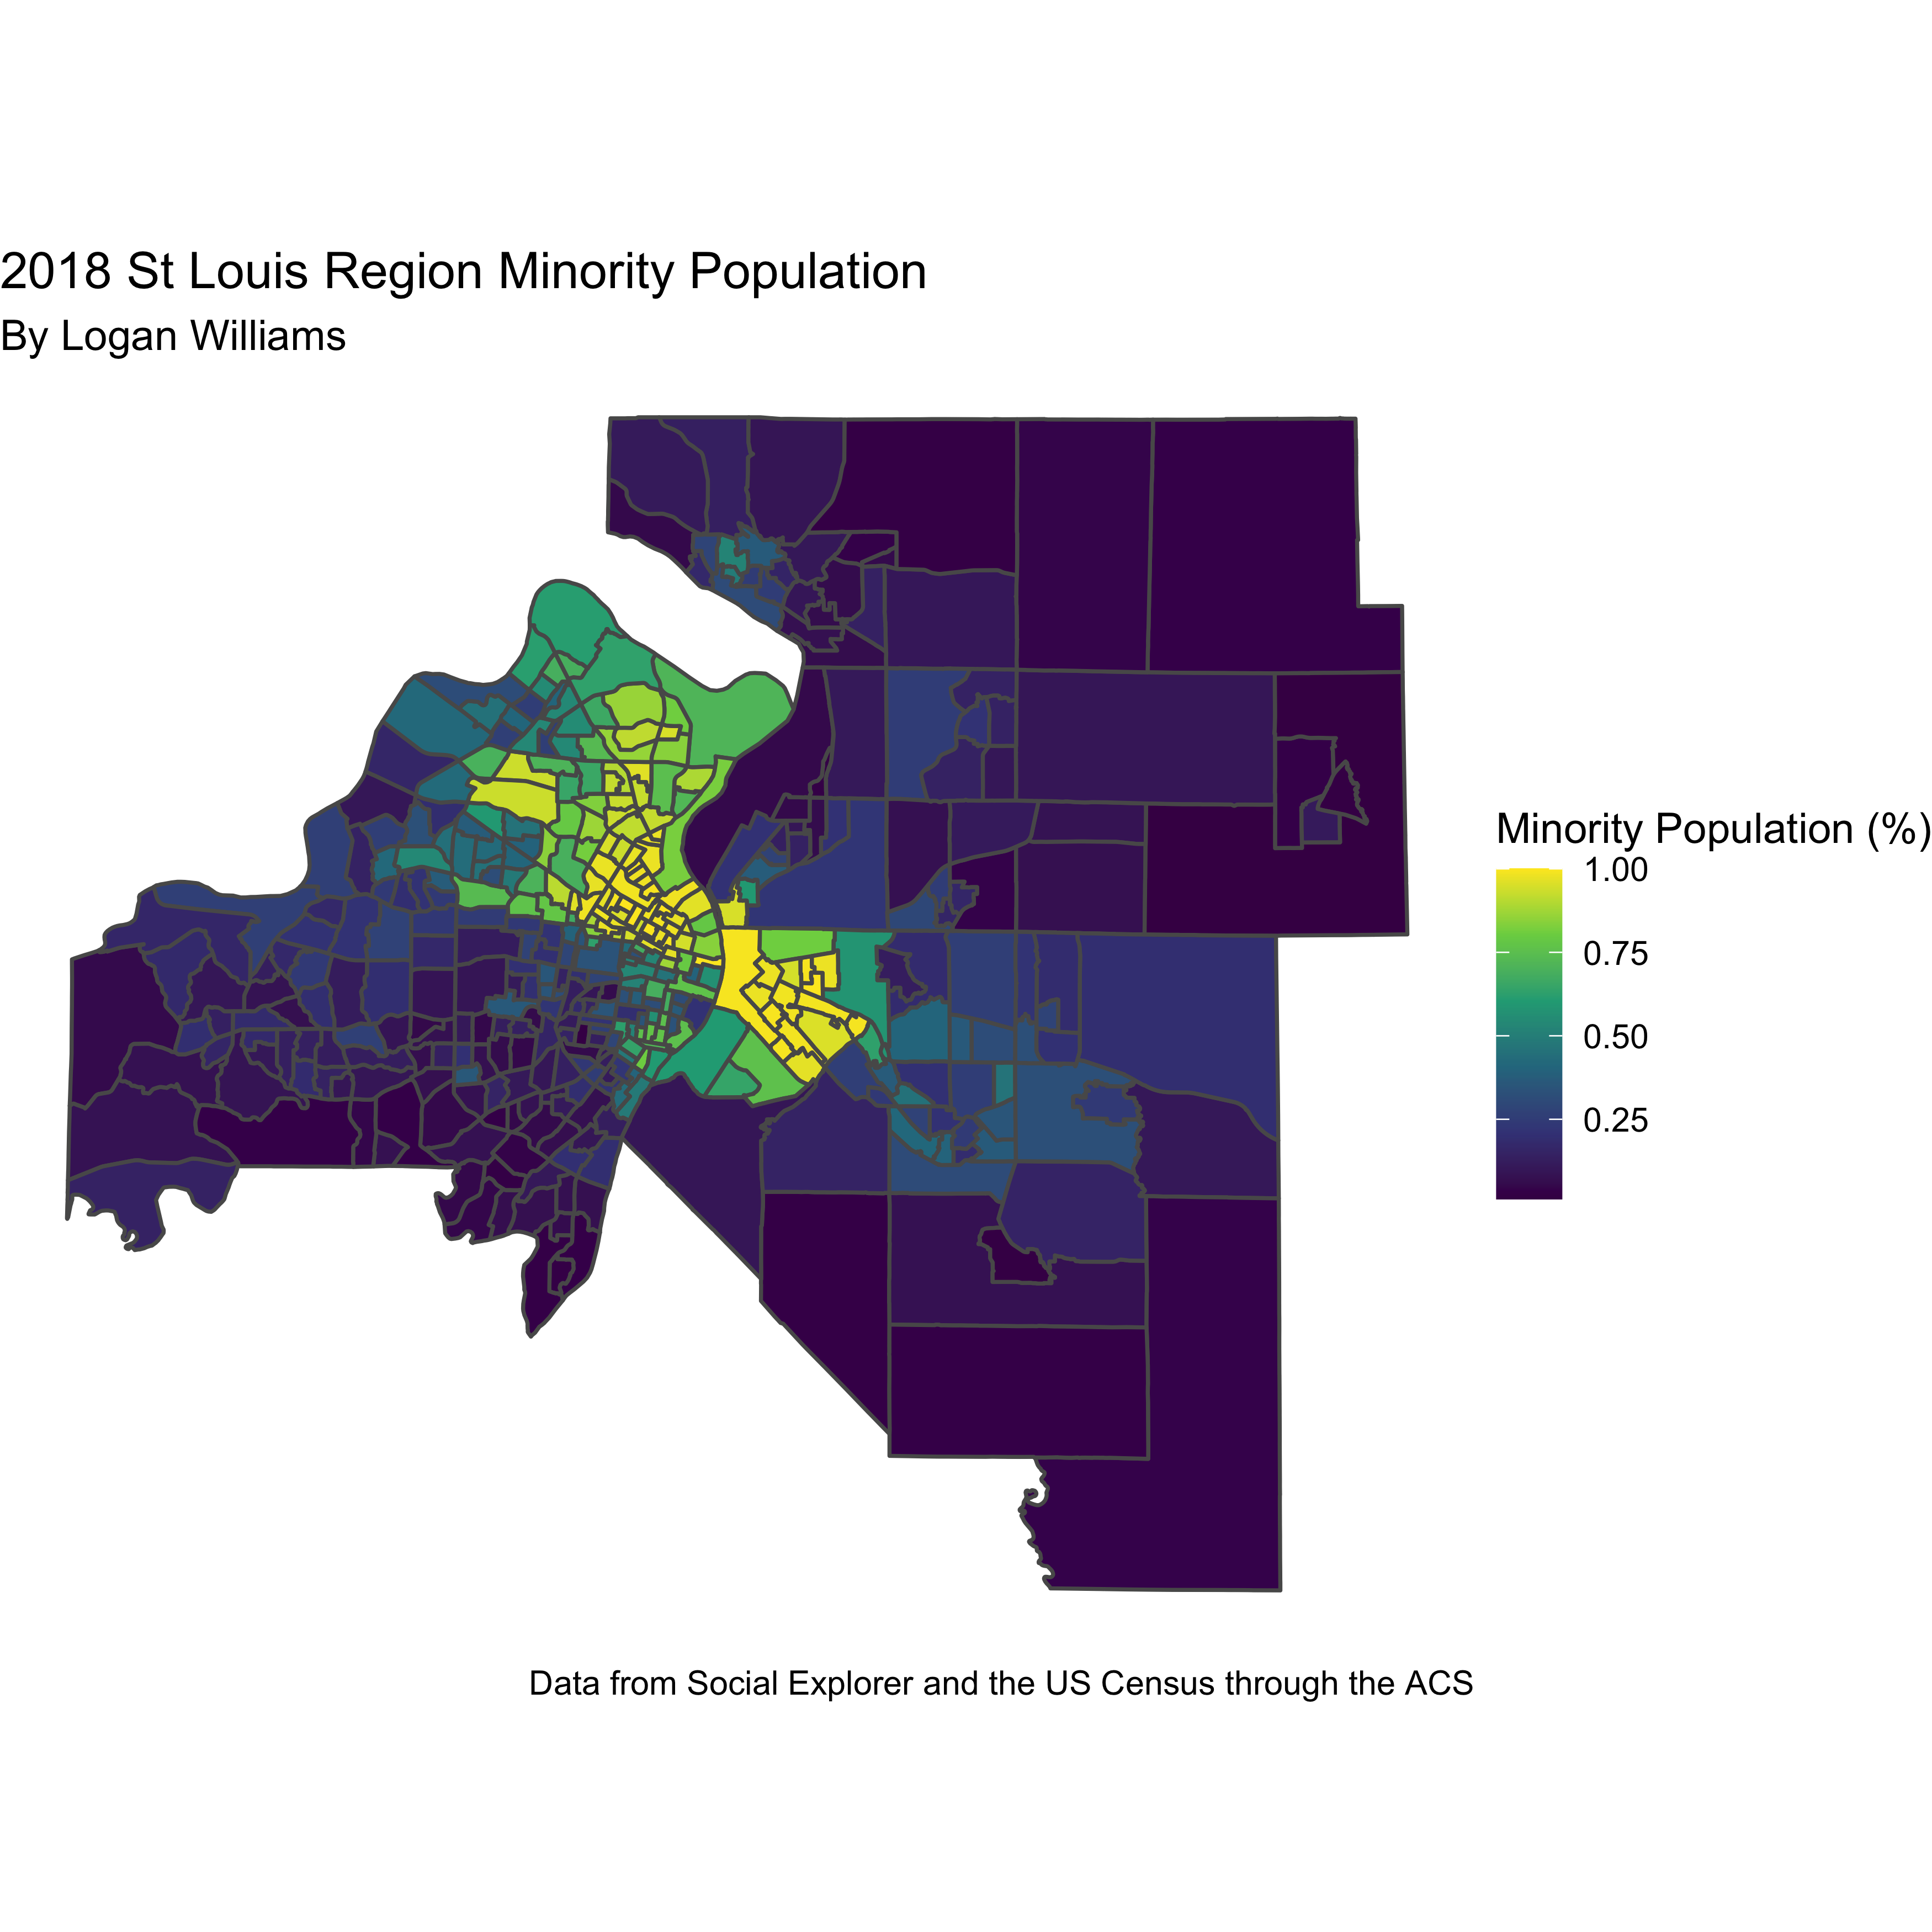 2018 St Louis Region Minority Population
By Logan Williams
Minority Population (%)
1.00
0.75
0.50
0.25
Data from Social Explorer and the US Census through the ACS